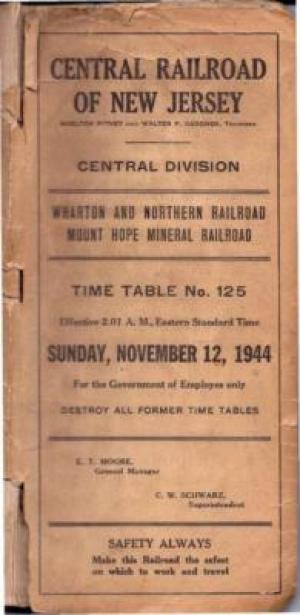 CENTRAL RAILROAD
OF NEW JERSEY
SHELTON PITNEY AND WALTER P. GARDNER, TRUSTEES
CENTRAL DIVISION
WHARTON AND NORTHERN RAILROAD
MOUNT HOPE MINERAL RAILROAD
TIME TABLE No. 125
Effective 2.01 A. M., Eastern Standard Time
SUNDAY, NOVEMBER 12, 1944
For the Government of Employes only
DESTROY ALL FORMER TIME TABLES
E. T. MOORE,
General Manager
C. W. SCHWARZ,
Superintendent
SAFETY ALWAYS
Make this Railroad the safest
on which to work and travel